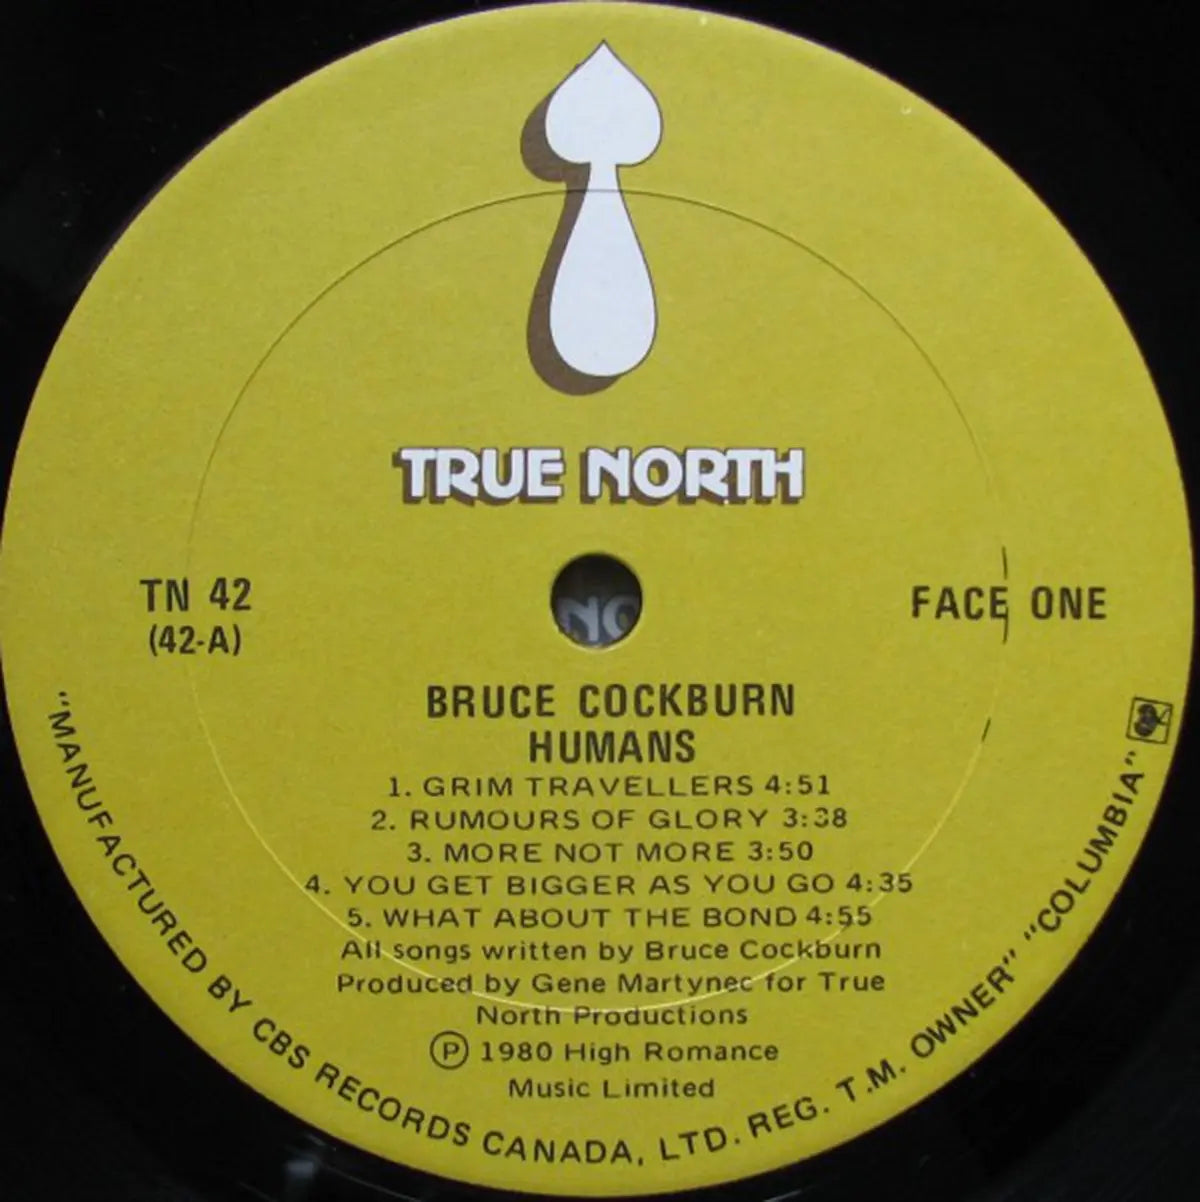 TRUE NORTH
TN 42
(42-A)
FACE ONE
BRUCE COCKBURN
HUMANS
1. GRIM TRAVELLERS 4:51
2. RUMOURS OF GLORY 3:38
3. MORE NOT MORE 3:50
4. YOU GET BIGGER AS YOU GO 4:35
5. WHAT ABOUT THE BOND 4:55
All songs written by Bruce Cockburn
Produced by Gene Martynec for True
North Productions
Ⓟ 1980 High Romance
Music Limited
"MANUFACTURED BY CBS RECORDS CANADA, LTD. REG. T.M. OWNER" "COLUMBIA"
NO